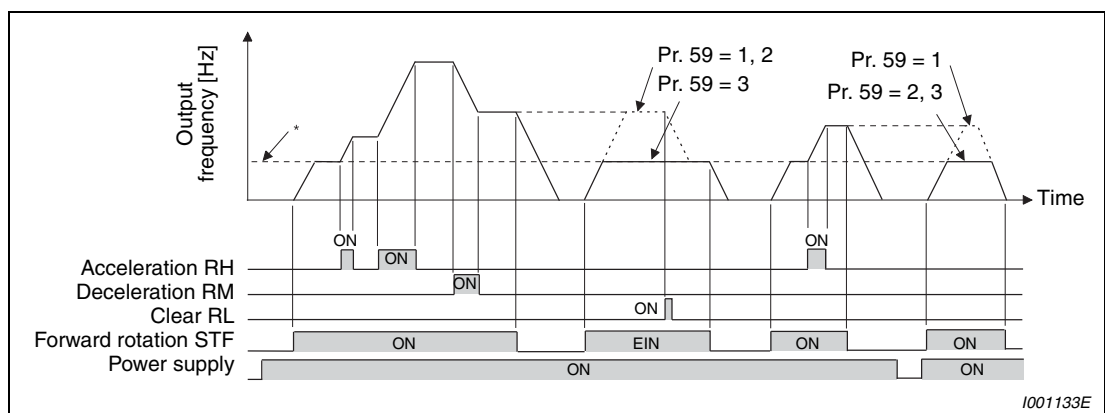 Output
frequency [Hz]
*
Pr. 59 = 1, 2
Pr. 59 = 3
Pr. 59 = 1
Pr. 59 = 2, 3
Time
ON
ON
ON
Acceleration RH
ON
Deceleration RM
ON
Clear RL
Forward rotation STF
ON
EIN
ON
ON
Power supply
ON
ON
I001133E